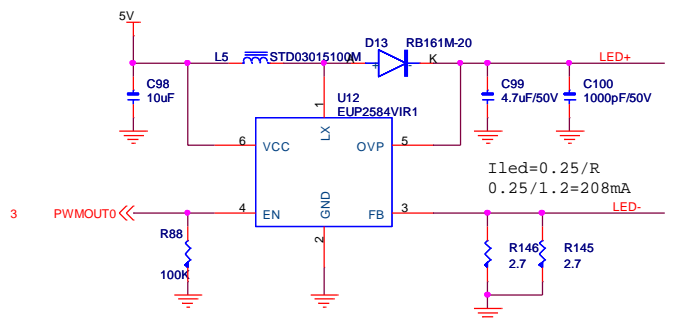 5V
D13 RB161M-20
L5 STD03015100M A K LED+
C98
10uF
C99
4.7uF/50V
C100
1000pF/50V
U12
EUP2584VIR1
1
LX
6 VCC OVP 5
Iled=0.25/R
0.25/1.2=208mA
3 PWMOUT0 4 EN GND FB 3 LED-
2
R88
100K
R146
2.7
R145
2.7